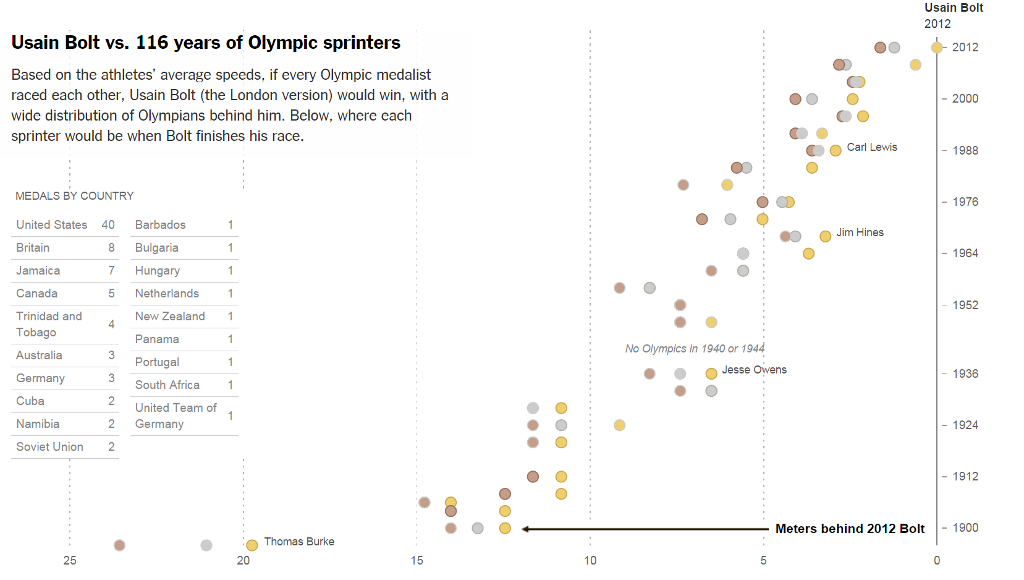 Usain Bolt
2012
Usain Bolt vs. 116 years of Olympic sprinters
Based on the athletes' average speeds, if every Olympic medalist
raced each other, Usain Bolt (the London version) would win, with a
wide distribution of Olympians behind him. Below, where each
sprinter would be when Bolt finishes his race.
MEDALS BY COUNTRY
United States 40
Britain 8
Jamaica 7
Canada 5
Trinidad and
Tobago 4
Australia 3
Germany 3
Cuba 2
Namibia 2
Soviet Union 2
Barbados 1
Bulgaria 1
Hungary 1
Netherlands 1
New Zealand 1
Panama 1
Portugal 1
South Africa 1
United Team of
Germany 1
2012
2000
Carl Lewis
1988
1976
Jim Hines
1964
1952
No Olympics in 1940 or 1944
Jesse Owens
1936
1924
1912
Meters behind 2012 Bolt
1900
Thomas Burke
25 20 15 10 5 0